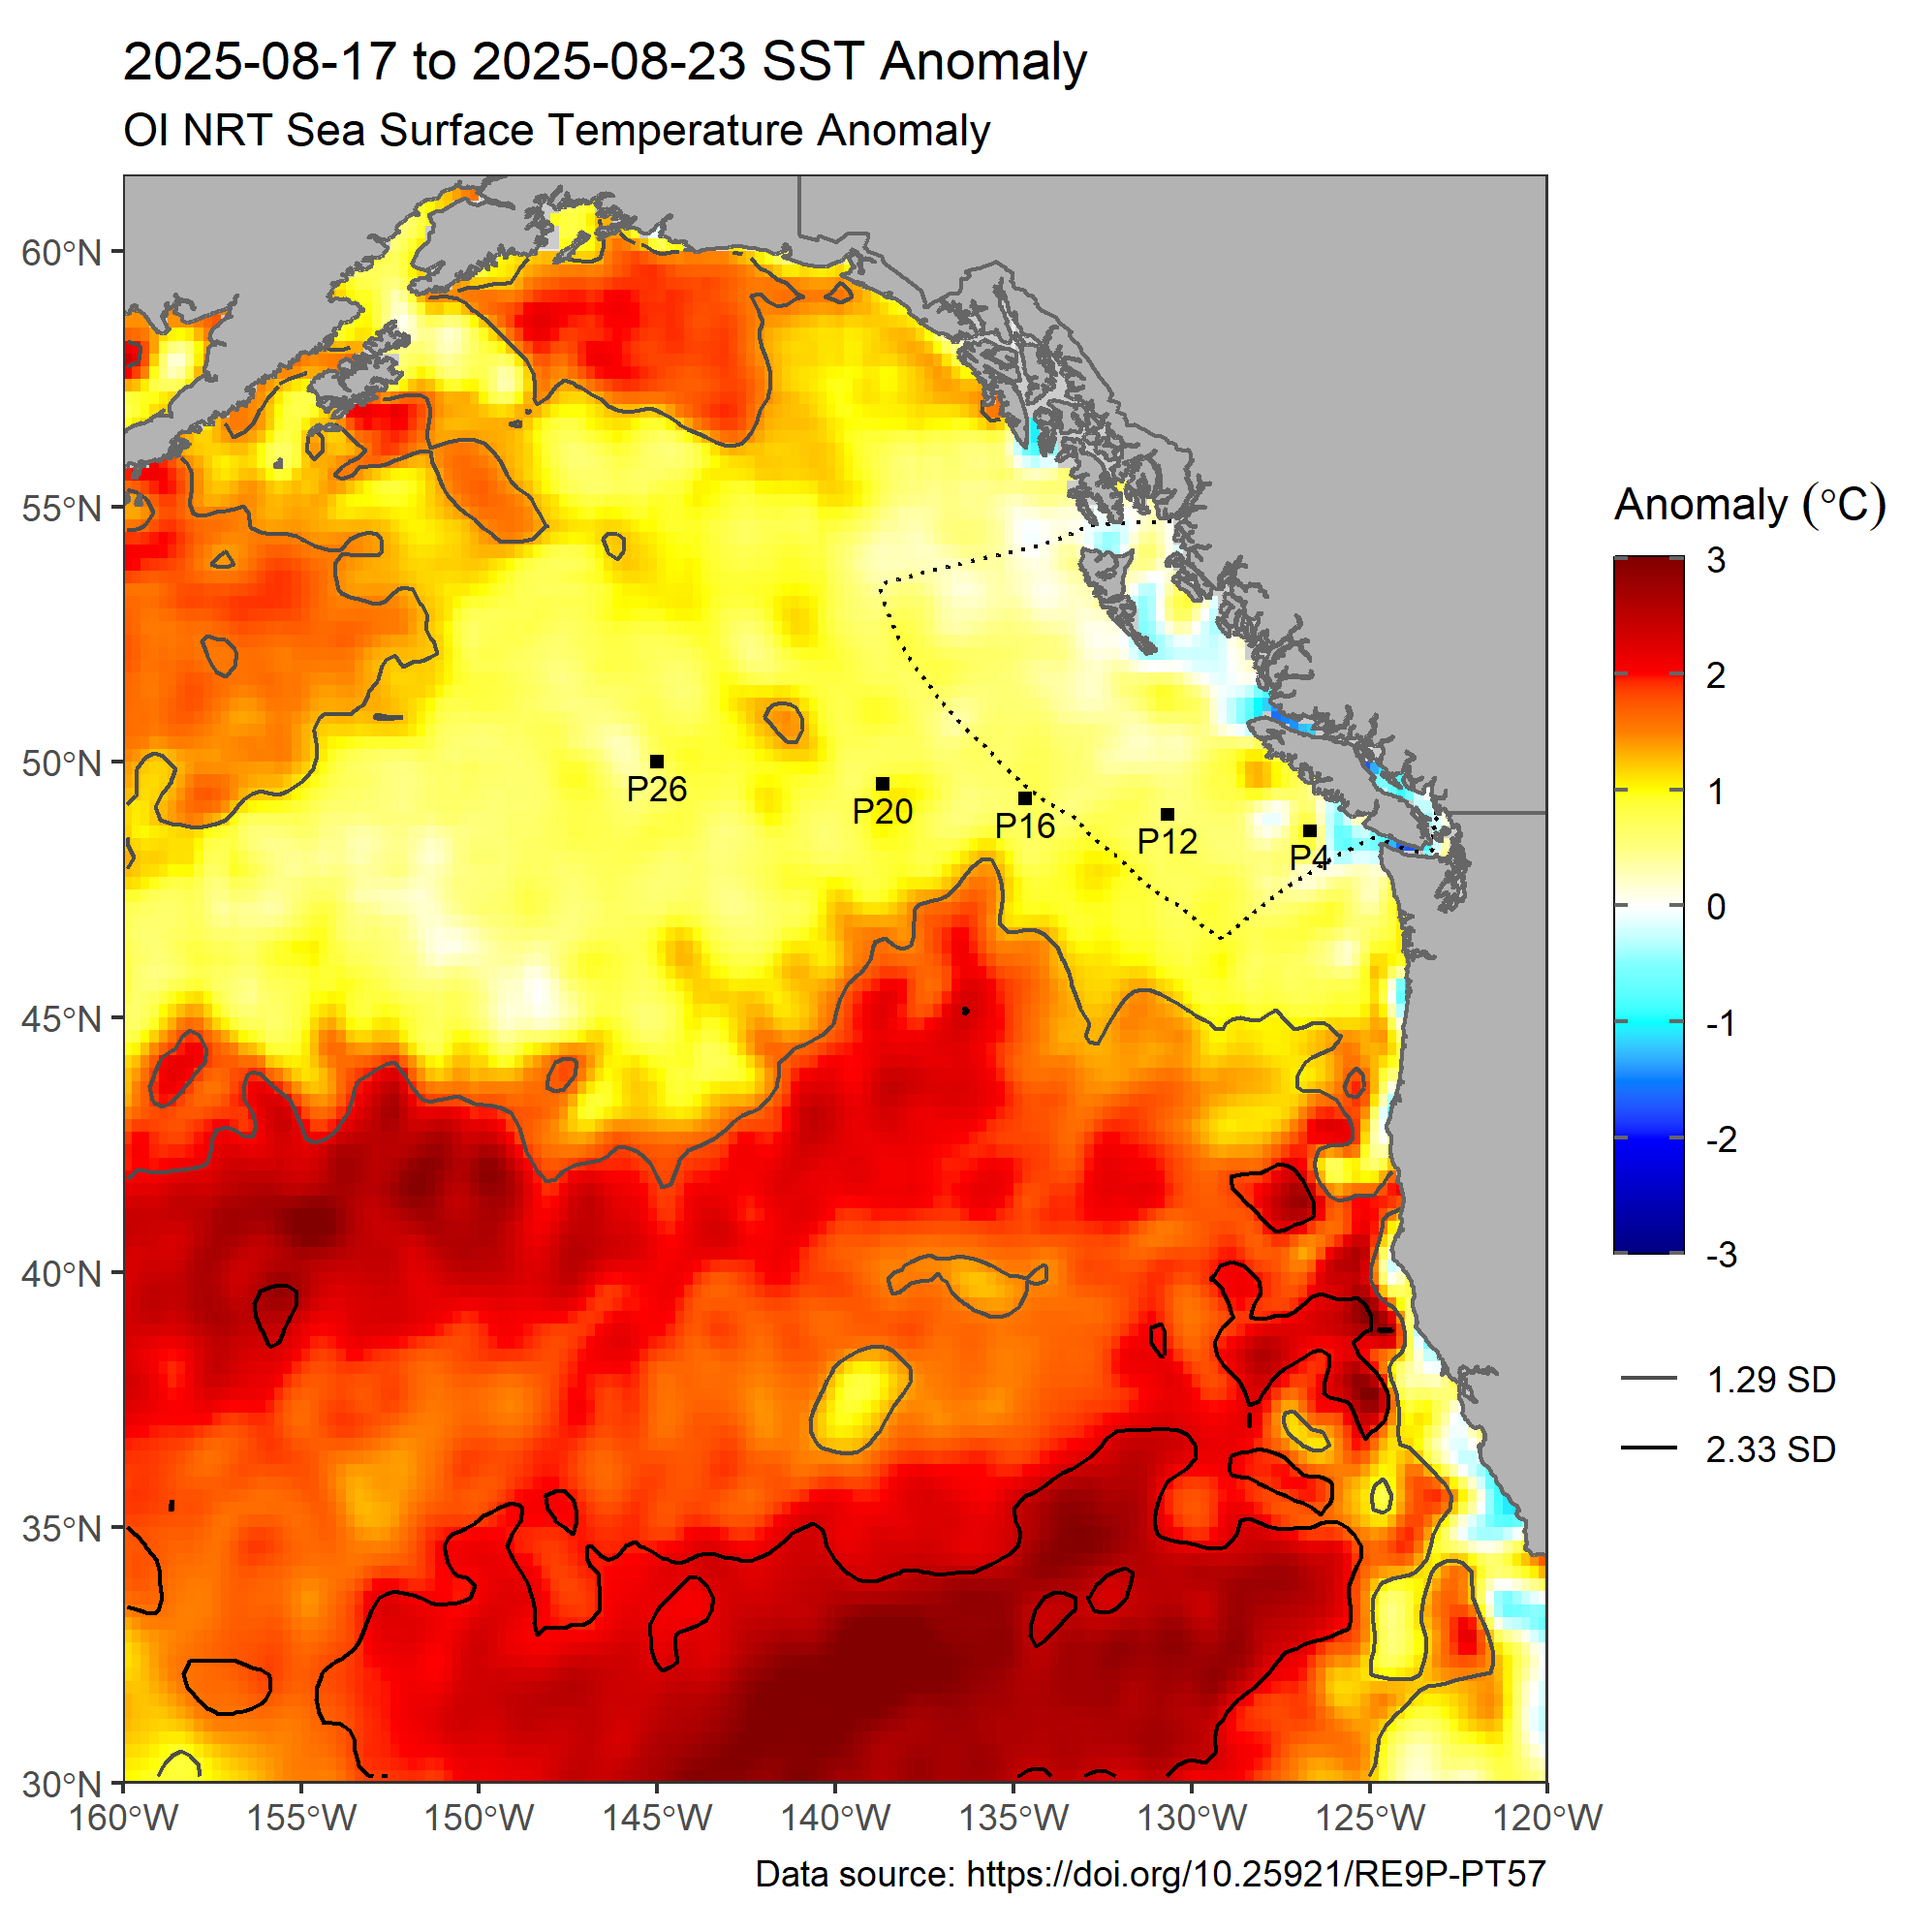 2025-08-17 to 2025-08-23 SST Anomaly
OI NRT Sea Surface Temperature Anomaly
60°N
55°N
50°N
45°N
40°N
35°N
30°N
P26
P20
P16
P12
P4
160°W
155°W
150°W
145°W
140°W
135°W
130°W
125°W
120°W
Anomaly (°C)
3
2
1
0
-1
-2
-3
1.29 SD
2.33 SD
Data source: https://doi.org/10.25921/RE9P-PT57